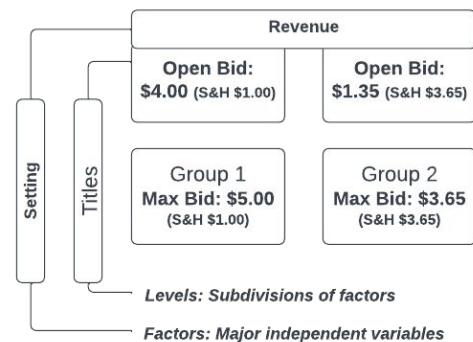 Revenue
Open Bid:
$4.00 (S&H $1.00)
Open Bid:
$1.35 (S&H $3.65)
Setting
Titles
Group 1
Max Bid: $5.00
(S&H $1.00)
Group 2
Max Bid: $3.65
(S&H $3.65)
Levels: Subdivisions of factors
Factors: Major independent variables